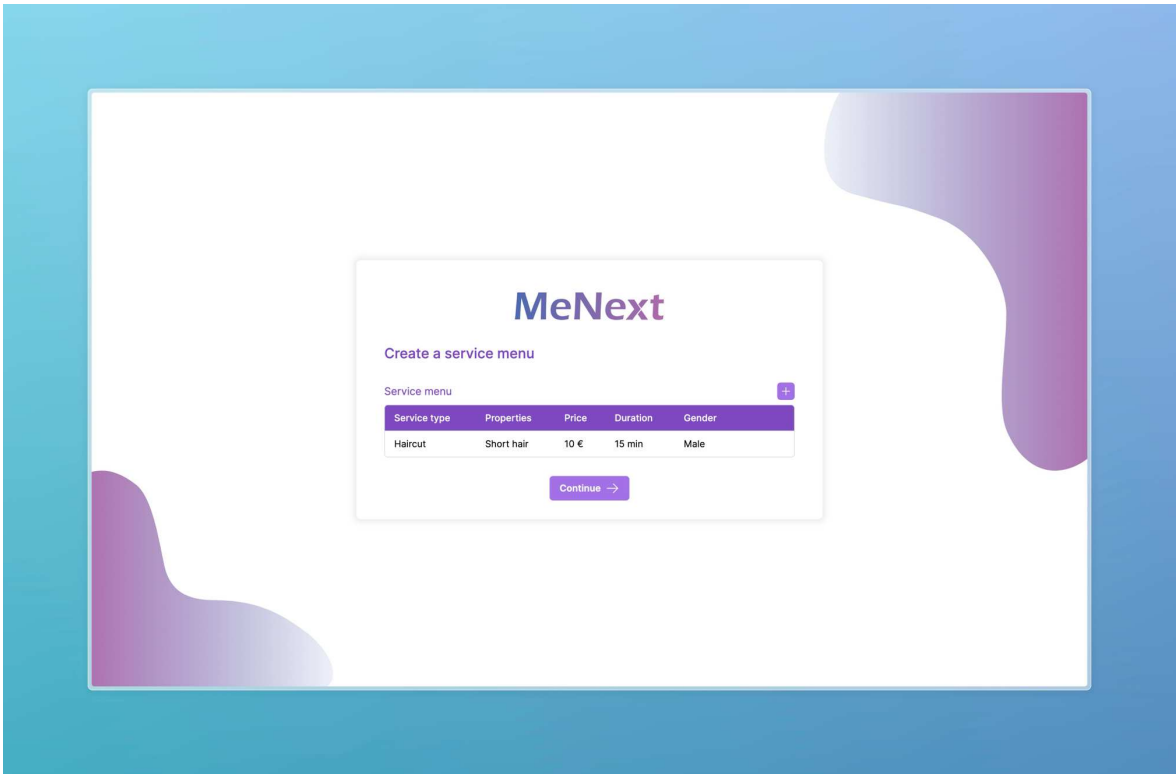 MeNext
Create a service menu
Service menu
Service type Properties Price Duration Gender
Haircut Short hair 10 € 15 min Male
Continue →